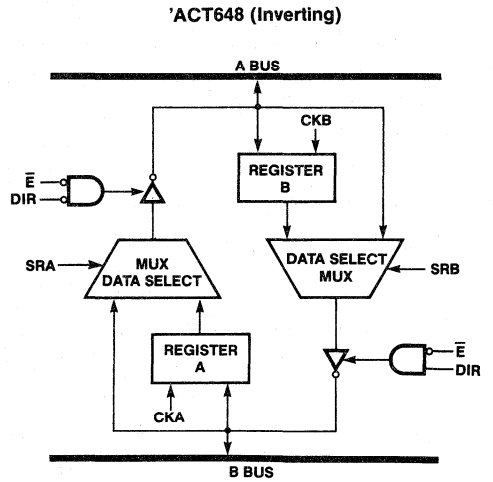 'ACT648 (Inverting)
A BUS
CKB
REGISTER
B
E̅
DIR
SRA
MUX
DATA SELECT
DATA SELECT
MUX
SRB
REGISTER
A
E̅
DIR
CKA
B BUS